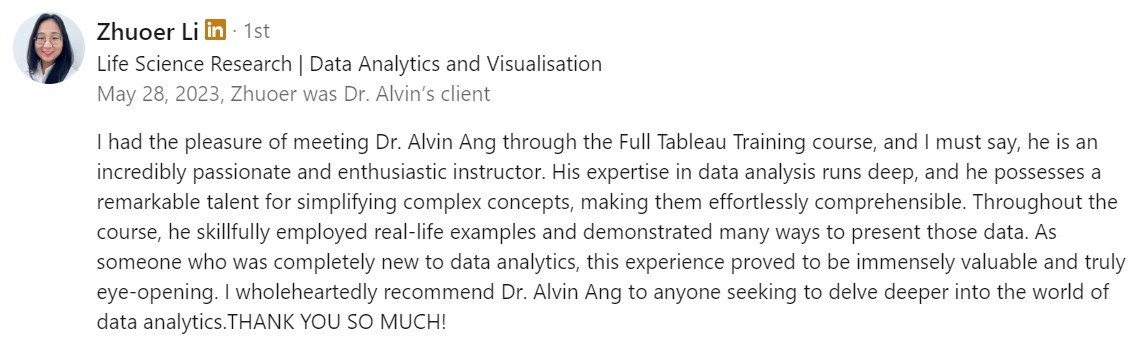 Zhuoer Li in · 1st
Life Science Research | Data Analytics and Visualisation
May 28, 2023, Zhuoer was Dr. Alvin’s client
I had the pleasure of meeting Dr. Alvin Ang through the Full Tableau Training course, and I must say, he is an
incredibly passionate and enthusiastic instructor. His expertise in data analysis runs deep, and he possesses a
remarkable talent for simplifying complex concepts, making them effortlessly comprehensible. Throughout the
course, he skillfully employed real-life examples and demonstrated many ways to present those data. As
someone who was completely new to data analytics, this experience proved to be immensely valuable and truly
eye-opening. I wholeheartedly recommend Dr. Alvin Ang to anyone seeking to delve deeper into the world of
data analytics.THANK YOU SO MUCH!